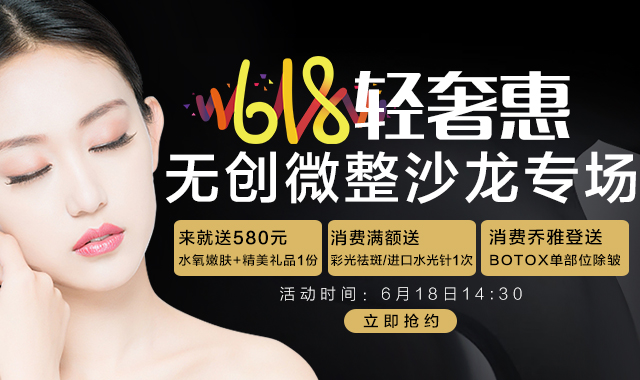 618轻奢惠
无创微整沙龙专场
来就送580元
水氧嫩肤+精美礼品1份
消费满额送
彩光祛斑/进口水光针1次
消费乔雅登送
BOTOX单部位除皱
活动时间：6月18日14:30
立即抢约